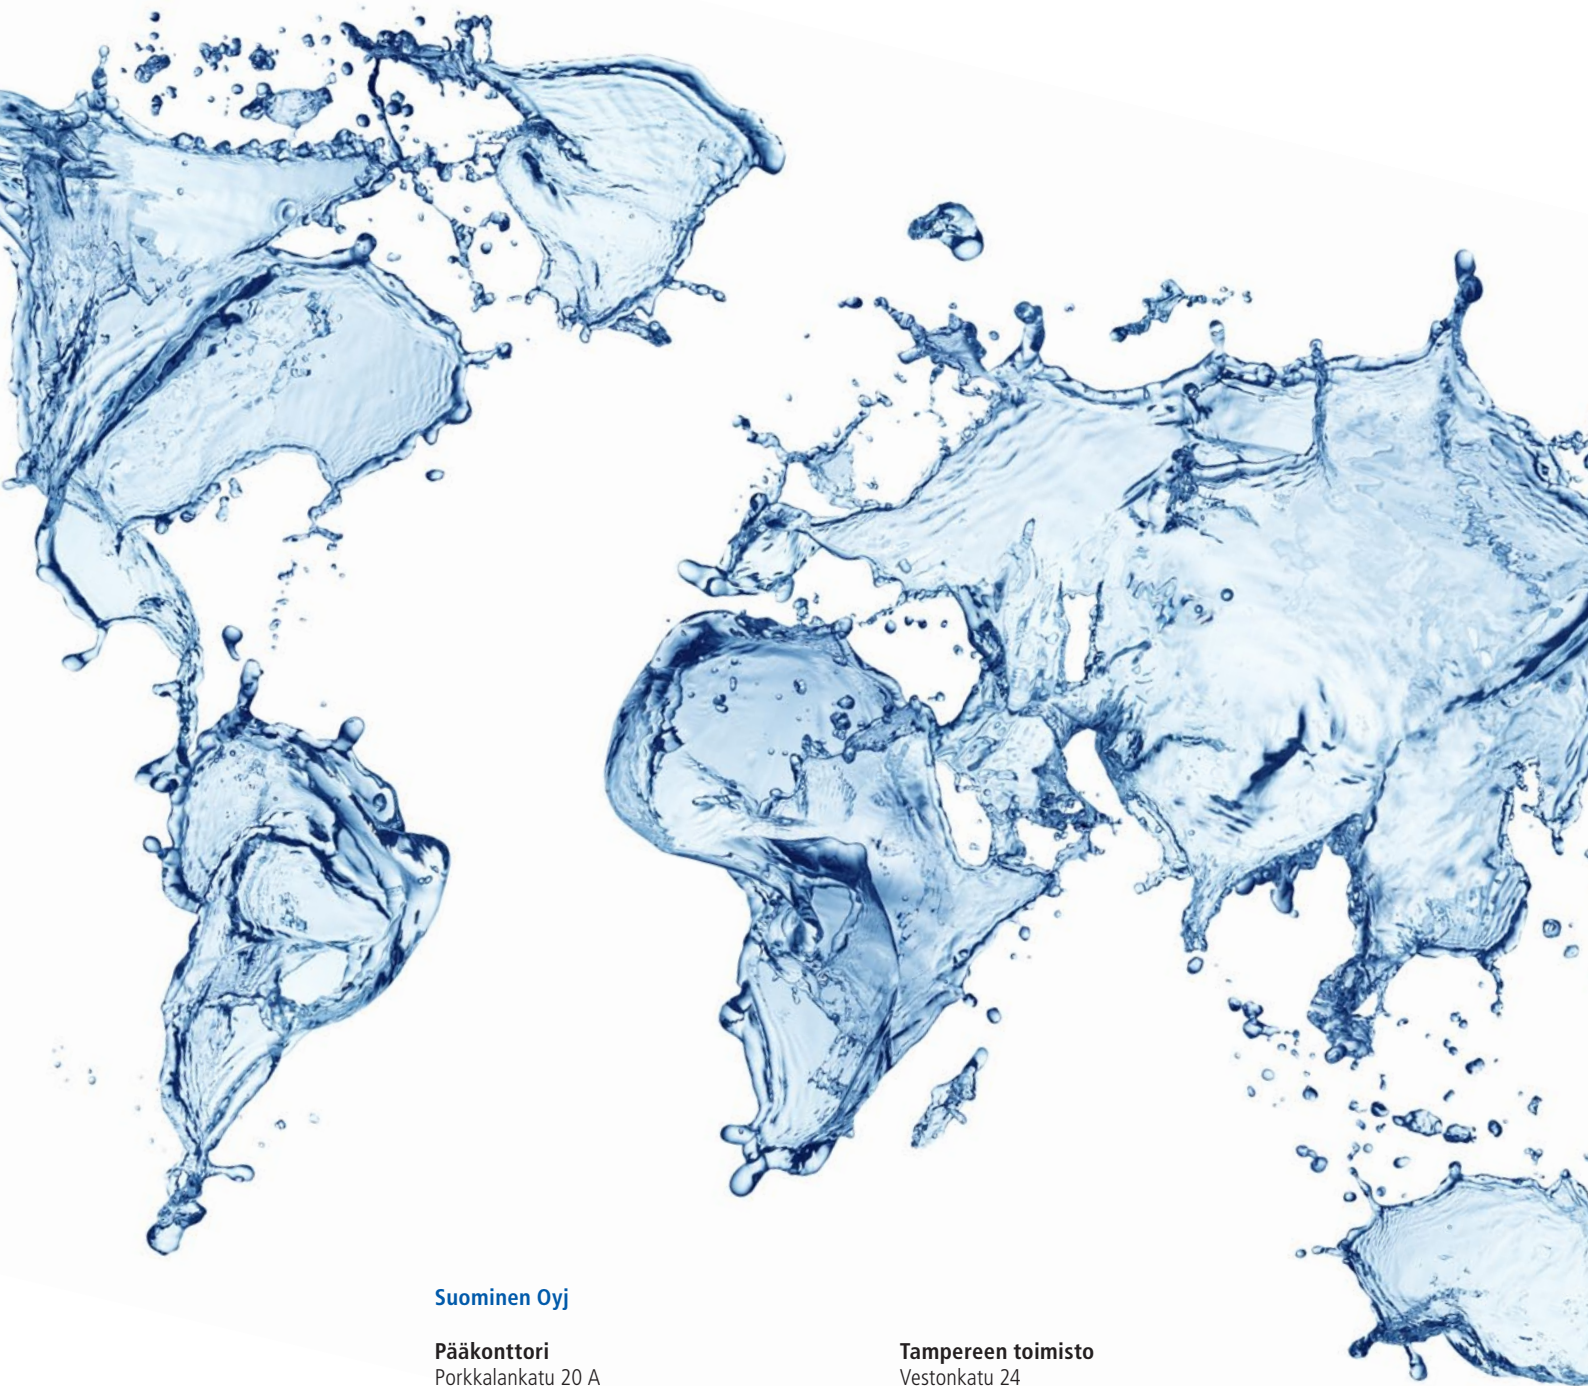 Suominen Oyj
Pääkonttori
Porkkalankatu 20 A
Tampereen toimisto
Vestonkatu 24